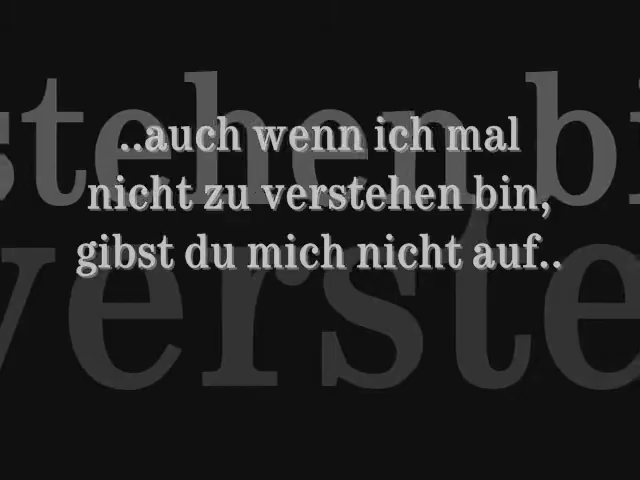 ..auch wenn ich mal
nicht zu verstehen bin,
gibst du mich nicht auf..